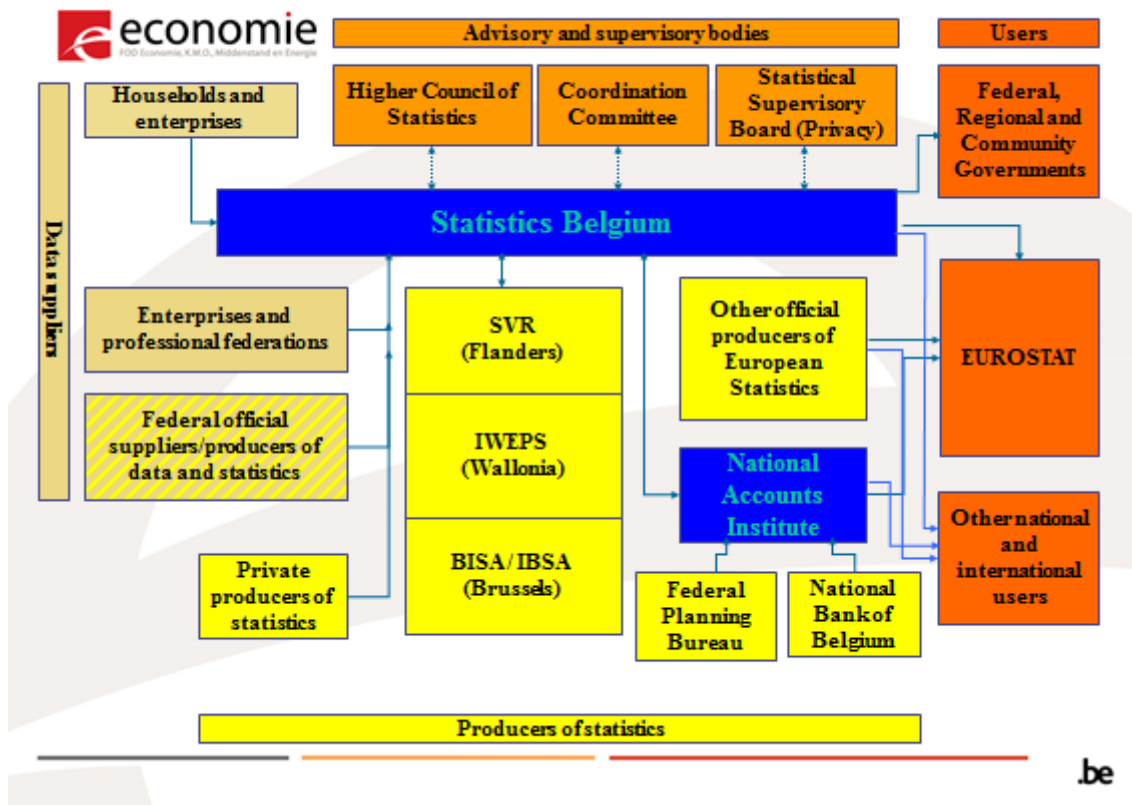 economie
FOD Economie, K.M.O., Middenstand en Energie
Advisory and supervisory bodies
Users
Data suppliers
Households and
enterprises
Higher Council of
Statistics
Coordination
Committee
Statistical
Supervisory
Board (Privacy)
Federal,
Regional and
Community
Governments
Statistics Belgium
Enterprises and
professional federations
SVR
(Flanders)
Other official
producers of
European
Statistics
EUROSTAT
Federal official
suppliers/producers of
data and statistics
IWEPS
(Wallonia)
National
Accounts
Institute
Other national
and
international
users
Private
producers of
statistics
BISA / IBSA
(Brussels)
Federal
Planning
Bureau
National
Bank of
Belgium
Producers of statistics
.be